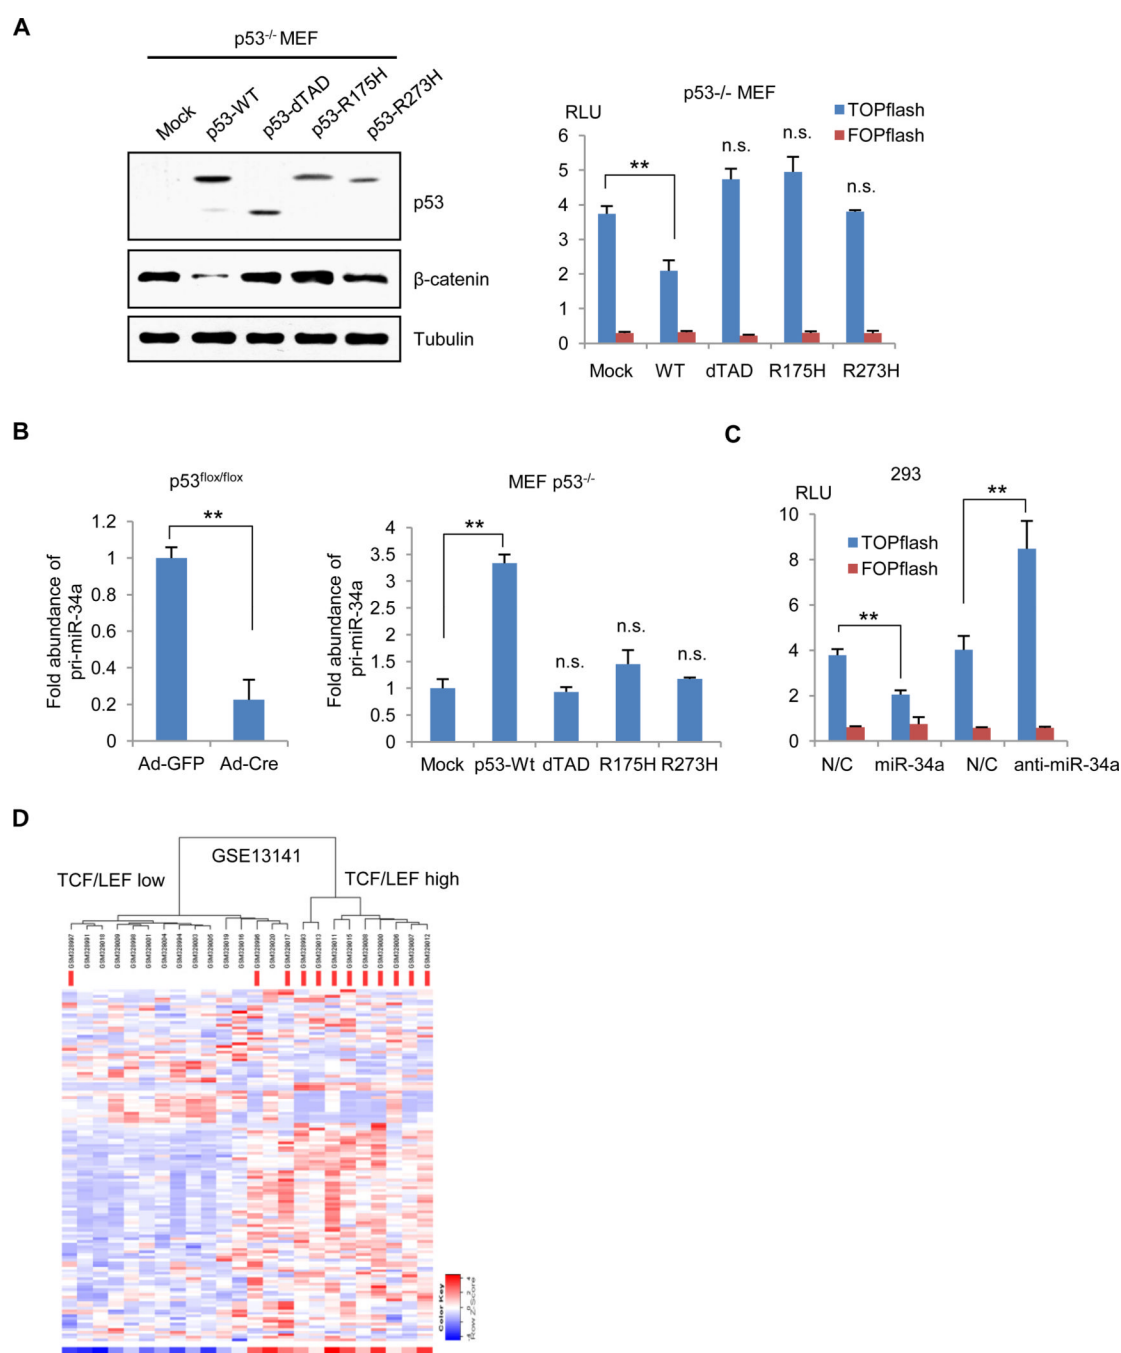 A
p53-/- MEF
Mock
p53-WT
p53-dTAD
p53-R175H
p53-R273H
p53
β-catenin
Tubulin
p53-/- MEF
RLU
TOPflash
FOPflash
6
5
4
3
2
1
0
**
n.s.
n.s.
n.s.
Mock WT dTAD R175H R273H
B
p53flox/flox
Fold abundance of
pri-miR-34a
1.2
1
0.8
0.6
0.4
0.2
0
**
Ad-GFP Ad-Cre
MEF p53-/-
Fold abundance of
pri-miR-34a
4
3.5
3
2.5
2
1.5
1
0.5
0
**
n.s.
n.s.
n.s.
Mock p53-Wt dTAD R175H R273H
C
293
RLU
10
8
6
4
2
0
TOPflash
FOPflash
**
**
N/C miR-34a N/C anti-miR-34a
D
GSE13141
TCF/LEF low
TCF/LEF high
Color Key
Row Z-Score